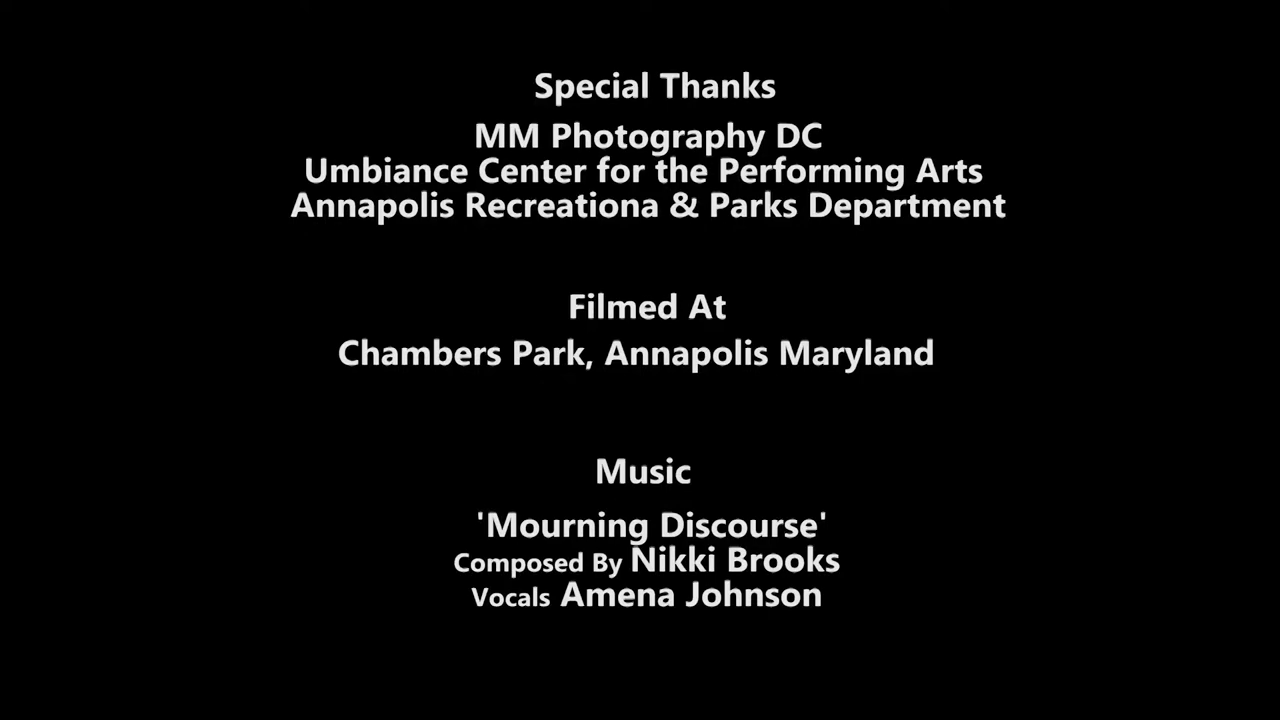 Special Thanks
MM Photography DC
Umbiance Center for the Performing Arts
Annapolis Recreationa & Parks Department
Filmed At
Chambers Park, Annapolis Maryland
Music
'Mourning Discourse'
Composed By Nikki Brooks
Vocals Amena Johnson